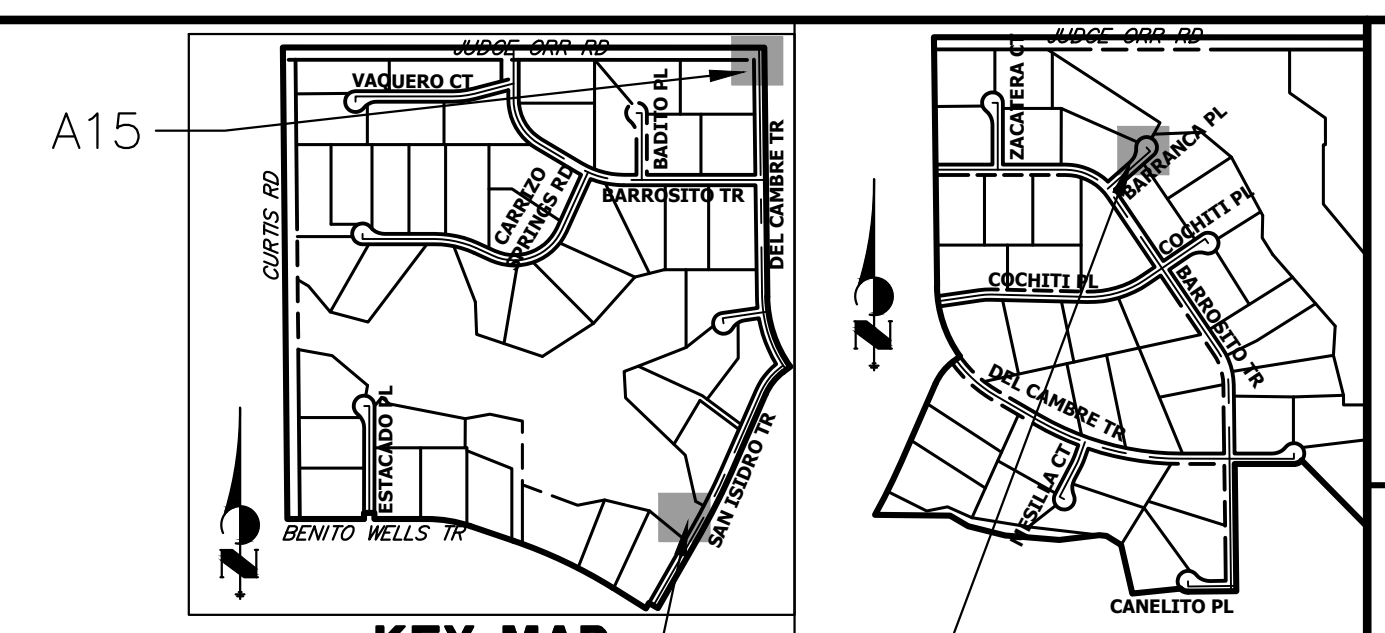 JUDGE ORR RD
VAQUERO CT
A15
BADITO PL
DEL CAMBRE TR
CURTIS RD
CARRIZO
SPRINGS RD
BARROSITO TR
ESTACADO PL
SAN ISIDRO TR
BENITO WELLS TR
N
KEY MAP
JUDGE ORR RD
ZACATERA CT
BARRANCA PL
COCHITI PL
COCHITI PL
BARROSITO TR
N
DEL CAMBRE TR
MESILLA CT
CANELITO PL